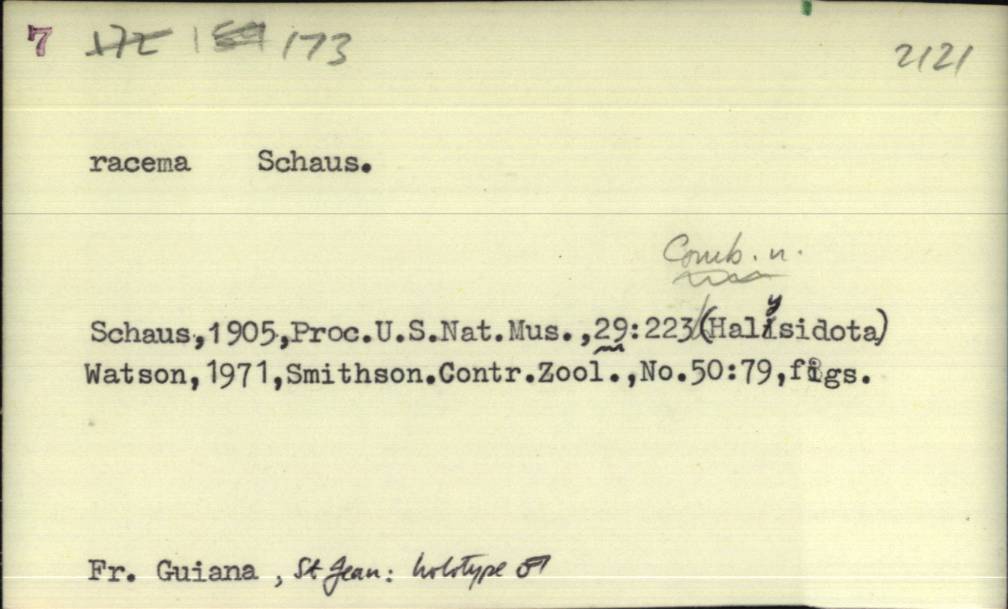 7 172 159 173 2121
racema Schaus.
Comb. n.
Schaus,1905,Proc.U.S.Nat.Mus.,29:223(Halysidota)
Watson,1971,Smithson.Contr.Zool.,No.50:79,figs.
Fr. Guiana , St Jean: holotype ♂